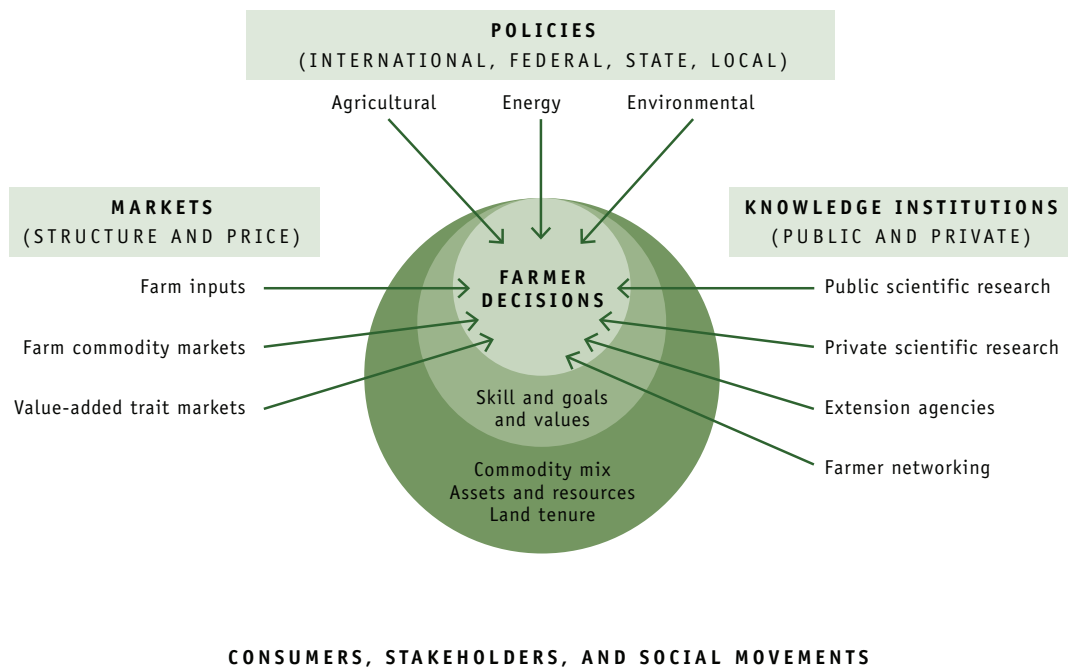 POLICIES
(INTERNATIONAL, FEDERAL, STATE, LOCAL)
Agricultural
Energy
Environmental
MARKETS
(STRUCTURE AND PRICE)
Farm inputs
Farm commodity markets
Value-added trait markets
KNOWLEDGE INSTITUTIONS
(PUBLIC AND PRIVATE)
Public scientific research
Private scientific research
Extension agencies
Farmer networking
FARMER
DECISIONS
Skill and goals
and values
Commodity mix
Assets and resources
Land tenure
CONSUMERS, STAKEHOLDERS, AND SOCIAL MOVEMENTS